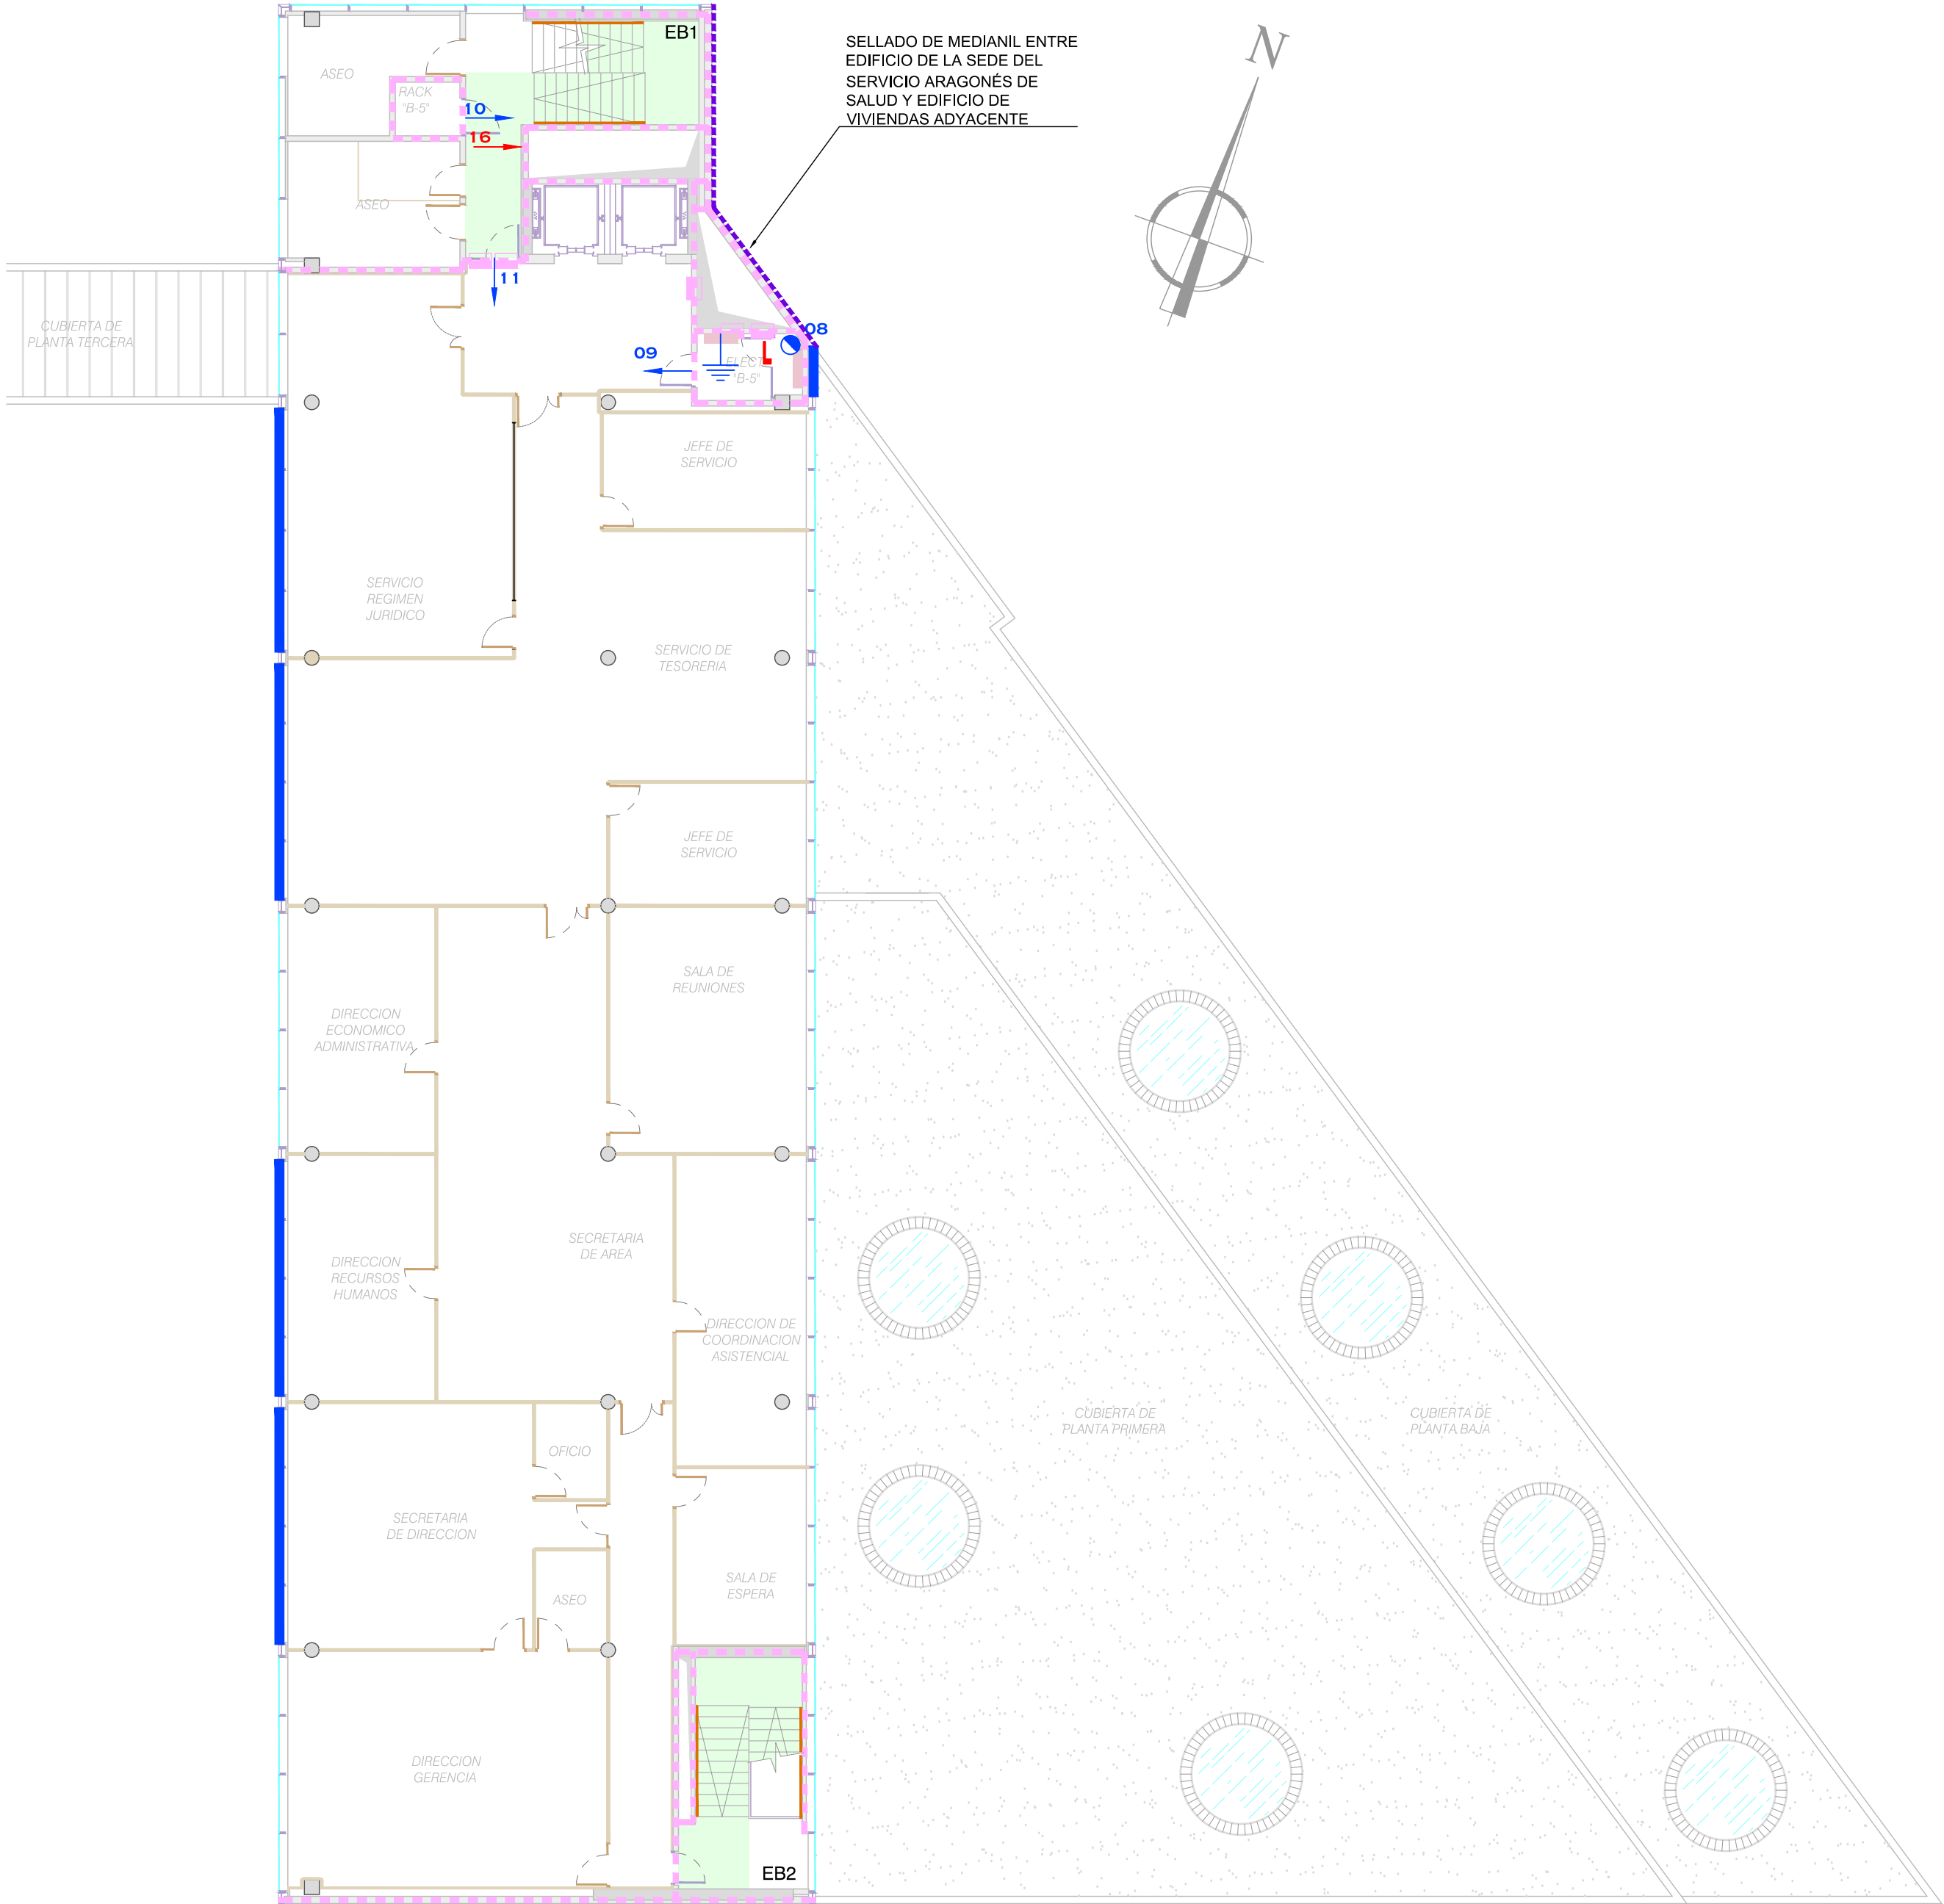 EB1
SELLADO DE MEDIANIL ENTRE
EDIFICIO DE LA SEDE DEL
SERVICIO ARAGONÉS DE
SALUD Y EDIFICIO DE
VIVIENDAS ADYACENTE
N
ASEO
RACK
"B-5"
10
16
ASEO
11
CUBIERTA DE
PLANTA TERCERA
08
09
ELECT.
"B-5"
JEFE DE
SERVICIO
SERVICIO
REGIMEN
JURIDICO
SERVICIO DE
TESORERIA
JEFE DE
SERVICIO
SALA DE
REUNIONES
DIRECCION
ECONOMICO
ADMINISTRATIVA
SECRETARIA
DE AREA
DIRECCION
RECURSOS
HUMANOS
DIRECCION DE
COORDINACION
ASISTENCIAL
CUBIERTA DE
PLANTA PRIMERA
CUBIERTA DE
PLANTA BAJA
OFICIO
SECRETARIA
DE DIRECCION
SALA DE
ESPERA
ASEO
DIRECCION
GERENCIA
EB2